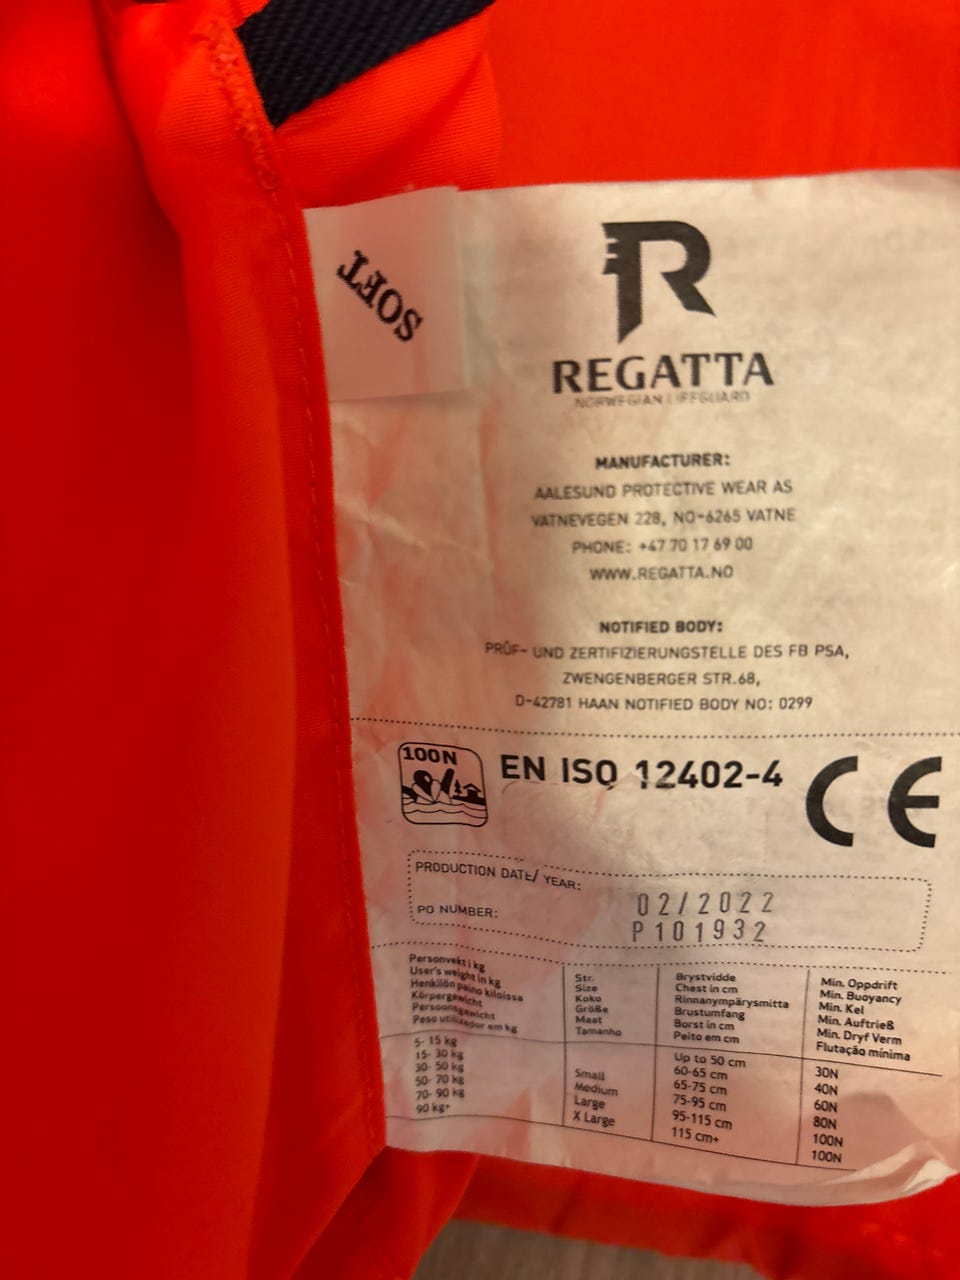 SOFT
REGATTA
NORWEGIAN LIFEGUARD
MANUFACTURER:
AALESUND PROTECTIVE WEAR AS
VATNEVEGEN 228, NO-6265 VATNE
PHONE: +47 70 17 69 00
WWW.REGATTA.NO
NOTIFIED BODY:
PRÜF- UND ZERTIFIZIERUNGSTELLE DES FB PSA,
ZWENGENBERGER STR.68,
D-42781 HAAN NOTIFIED BODY NO: 0299
100N EN ISO 12402-4 CE
PRODUCTION DATE/ YEAR: 02/2022
PO NUMBER: P101932
Personvekt i kg Str. Brystvidde Min. Oppdrift
User's weight in kg Size Chest in cm Min. Buoyancy
Henkilön paino kiloissa Koko Rinnanympärysmitta Min. Kel
Körpergewicht Größe Brustumfang Min. Auftrieß
Persoonsgewicht Maat Borst in cm Min. Dryf Verm
Peso utilizador em kg Tamanho Peito em cm Flutação mínima
5- 15 kg Up to 50 cm 30N
15- 30 kg Small 60-65 cm 40N
30- 50 kg Medium 65-75 cm 60N
50- 70 kg Large 75-95 cm 80N
70- 90 kg X Large 95-115 cm 100N
90 kg+ 115 cm+ 100N